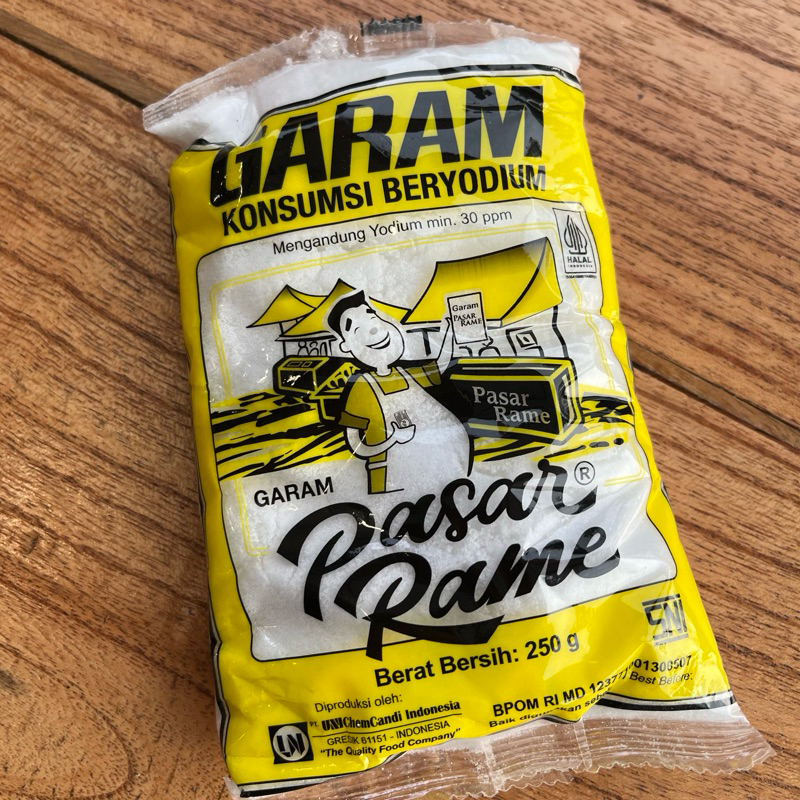 GARAM
KONSUMSI BERYODIUM
Mengandung Yodium min. 30 ppm
HALAL
INDONESIA
Garam
PASAR
RAME
Pasar
Rame
GARAM
Pasar®
Rame
SNI
Berat Bersih: 250 g
Diproduksi oleh:
PT. UNIChemCandi Indonesia
GRESIK 61151 - INDONESIA
"The Quality Food Company"
UNI
BPOM RI MD
Best Before: